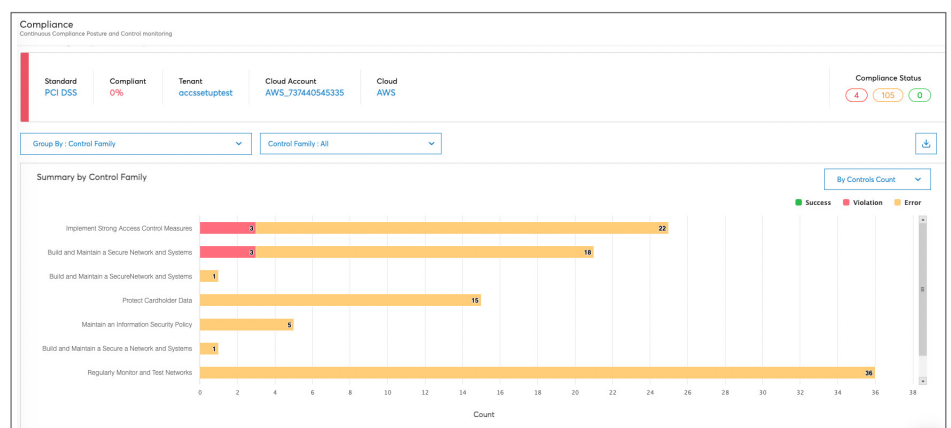 Compliance
Continuous Compliance Posture and Control monitoring
Standard Compliant Tenant Cloud Account Cloud Compliance Status
PCI DSS 0% accssetuptest AWS_737440545335 AWS 4 105 0
Group By : Control Family Control Family : All
Summary by Control Family By Controls Count
Success Violation Error
Implement Strong Access Control Measures 3 22
Build and Maintain a Secure Network and Systems 3 18
Build and Maintain a SecureNetwork and Systems 1
Protect Cardholder Data 15
Maintain an Information Security Policy 5
Build and Maintain a Secure a Network and Systems 1
Regularly Monitor and Test Networks 36
0 2 4 6 8 10 12 14 16 18 20 22 24 26 28 30 32 34 36 38
Count